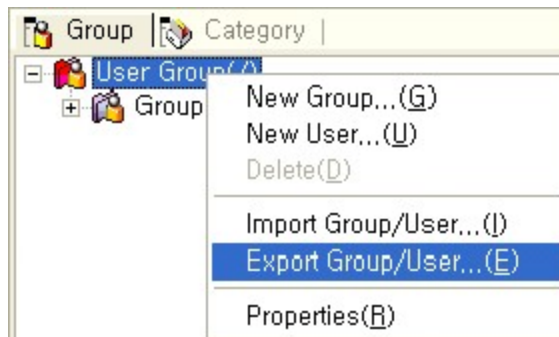 Group Category
User Group(/)
Group
New Group...(G)
New User...(U)
Delete(D)
Import Group/User...(I)
Export Group/User...(E)
Properties(R)